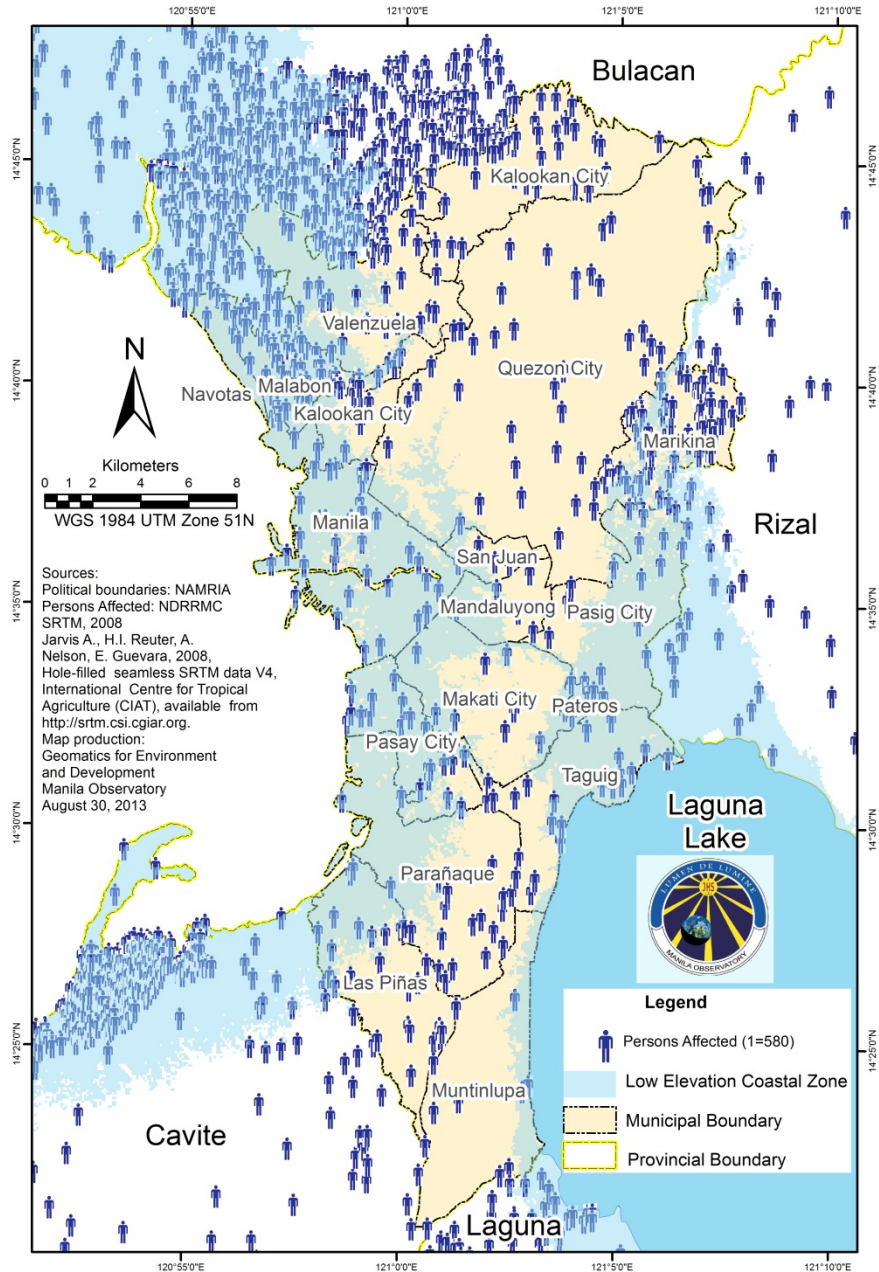 120°55'0"E
121°0'0"E
121°5'0"E
121°10'0"E
Bulacan
14°45'0"N
14°45'0"N
Kalookan City
Valenzuela
N
Quezon City
14°40'0"N
14°40'0"N
Navotas
Malabon
Kalookan City
Marikina
Kilometers
0 1 2 4 6 8
WGS 1984 UTM Zone 51N
Manila
Rizal
San Juan
Sources:
Political boundaries: NAMRIA
Persons Affected: NDRRMC
SRTM, 2008
Jarvis A., H.I. Reuter, A.
Nelson, E. Guevara, 2008,
Hole-filled seamless SRTM data V4,
International Centre for Tropical
Agriculture (CIAT), available from
http://srtm.csi.cgiar.org.
Map production:
Geomatics for Environment
and Development
Manila Observatory
August 30, 2013
14°35'0"N
14°35'0"N
Mandaluyong
Pasig City
Makati City
Pateros
Pasay City
Taguig
14°30'0"N
14°30'0"N
Laguna
Lake
Parañaque
LUMEN DE LUMINE
JHS
MANILA OBSERVATORY
Las Piñas
Legend
Persons Affected (1=580)
Low Elevation Coastal Zone
Municipal Boundary
Provincial Boundary
14°25'0"N
14°25'0"N
Muntinlupa
Cavite
Laguna
120°55'0"E
121°0'0"E
121°5'0"E
121°10'0"E